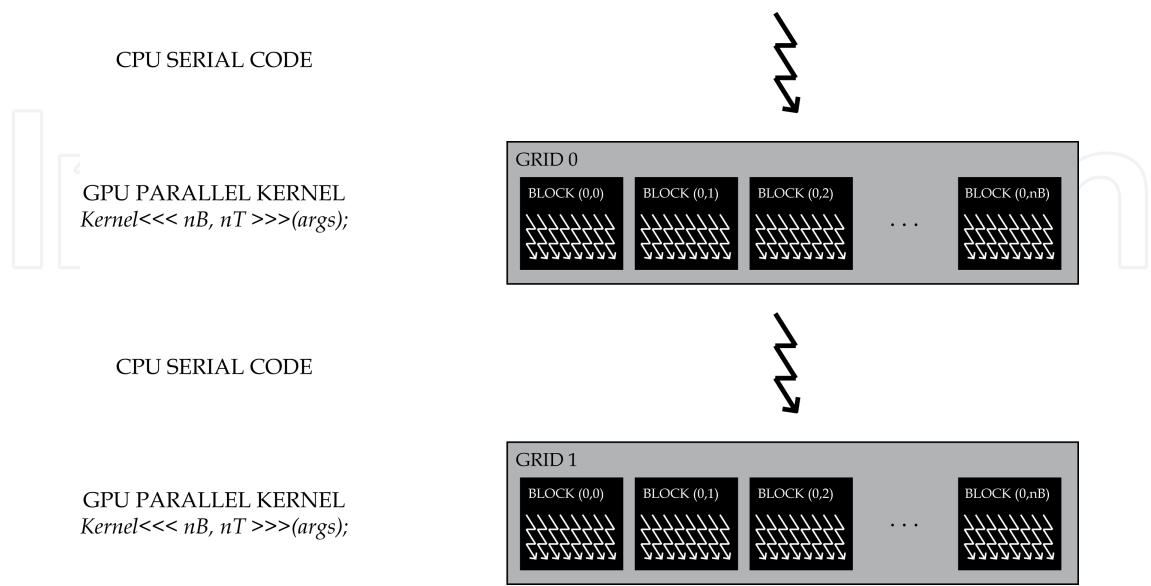 CPU SERIAL CODE
GPU PARALLEL KERNEL
Kernel<<< nB, nT >>>(args);
GRID 0
BLOCK (0,0) BLOCK (0,1) BLOCK (0,2) ... BLOCK (0,nB)
CPU SERIAL CODE
GPU PARALLEL KERNEL
Kernel<<< nB, nT >>>(args);
GRID 1
BLOCK (0,0) BLOCK (0,1) BLOCK (0,2) ... BLOCK (0,nB)